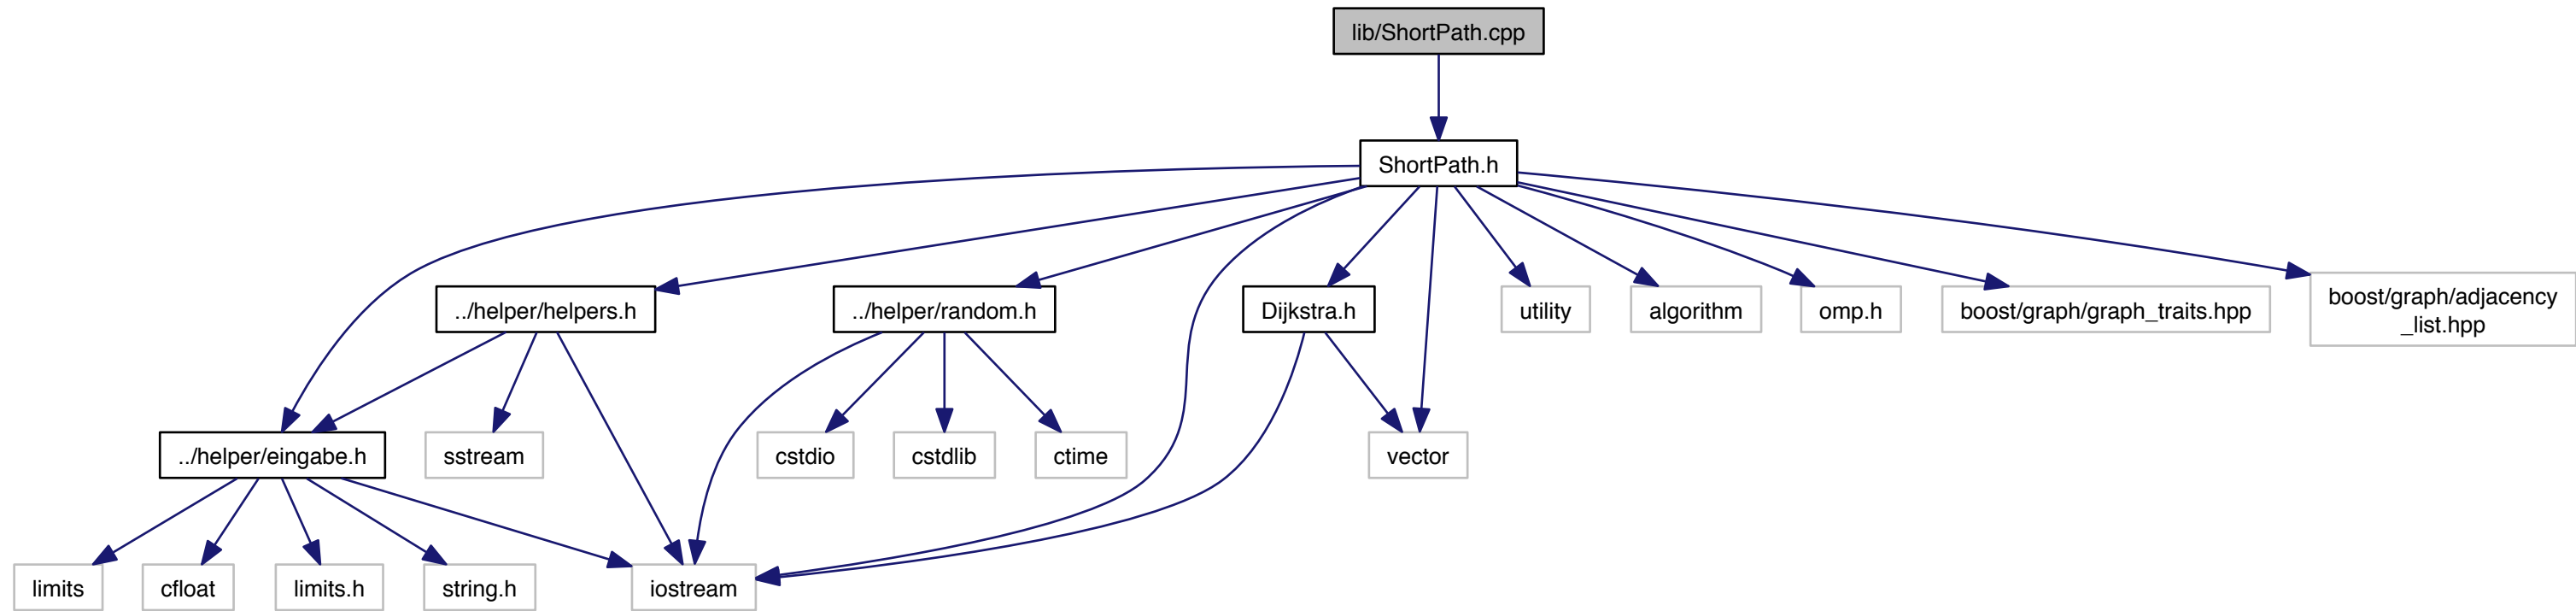 lib/ShortPath.cpp
ShortPath.h
../helper/helpers.h
../helper/random.h
Dijkstra.h
utility
algorithm
omp.h
boost/graph/graph_traits.hpp
boost/graph/adjacency
_list.hpp
../helper/eingabe.h
sstream
cstdio
cstdlib
ctime
vector
limits
cfloat
limits.h
string.h
iostream